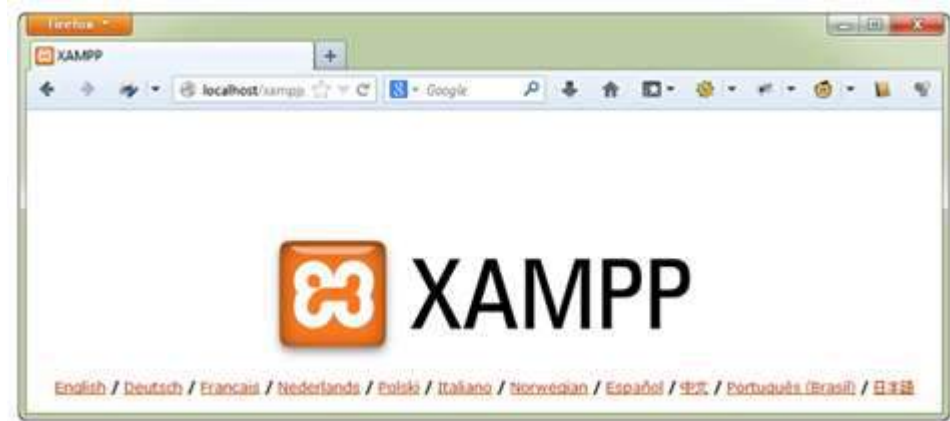 Firefox
XAMPP
localhost/xampp
Google
XAMPP
English / Deutsch / Francais / Nederlands / Polski / Italiano / Norwegian / Español / 中文 / Português (Brasil) / 日本語